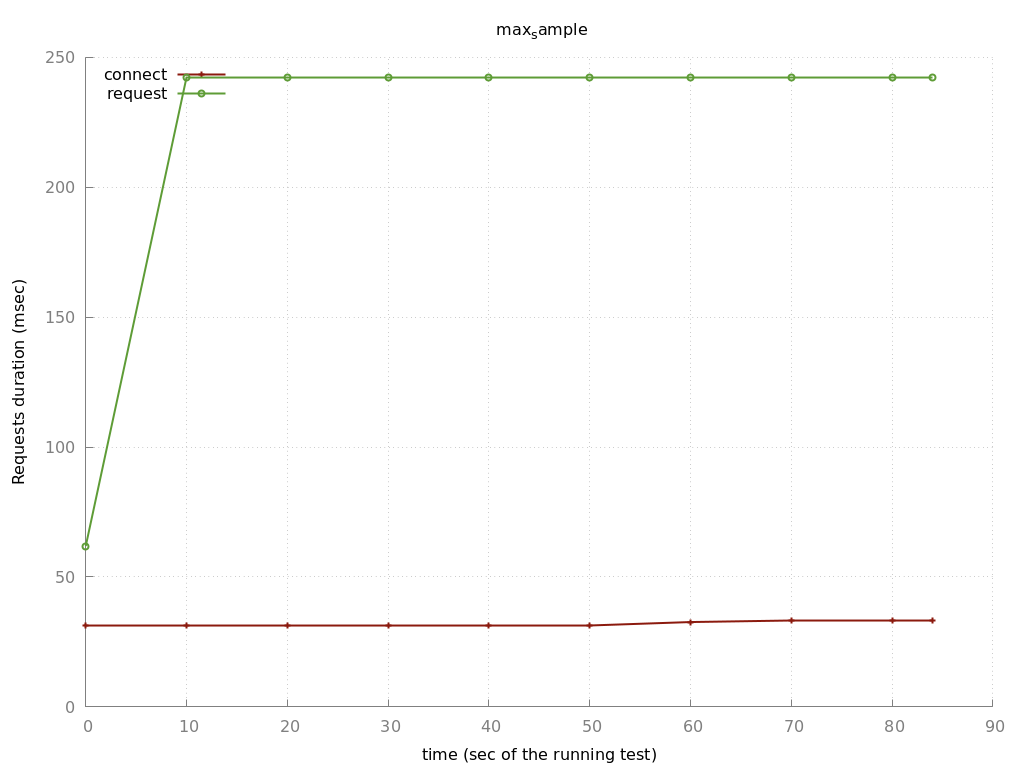 max_sample
250
connect
request
200
150
100
50
0
Requests duration (msec)
0 10 20 30 40 50 60 70 80 90
time (sec of the running test)